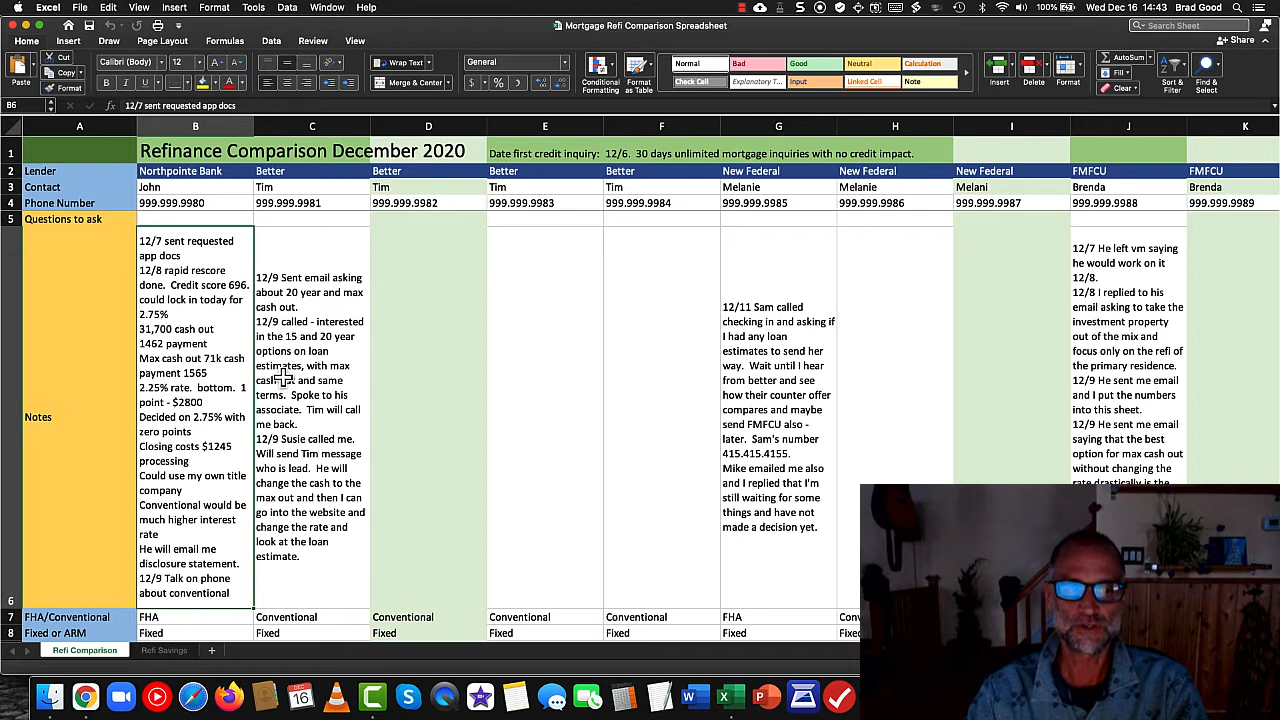 Excel File Edit View Insert Format Tools Data Window Help 100% Wed Dec 16 14:43 Brad Good
Mortgage Refi Comparison Spreadsheet
Search Sheet
Home Insert Draw Page Layout Formulas Data Review View Share
Paste Cut Copy Format
Calibri (Body) 12 Wrap Text General
B I U Merge & Center $ %
Conditional Formatting Format as Table
Normal Bad Good Neutral Calculation
Check Cell Explanatory T... Input Linked Cell Note
Insert Delete Format
AutoSum Fill Clear
Sort & Filter Find & Select
B6 fx 12/7 sent requested app docs
A B C D E F G H I J K
1 Refinance Comparison December 2020 Date first credit inquiry: 12/6. 30 days unlimited mortgage inquiries with no credit impact.
2 Lender Northpointe Bank Better Better Better Better New Federal New Federal New Federal FMFCU FMFCU
3 Contact John Tim Tim Tim Tim Melanie Melanie Melani Brenda Brenda
4 Phone Number 999.999.9980 999.999.9981 999.999.9982 999.999.9983 999.999.9984 999.999.9985 999.999.9986 999.999.9987 999.999.9988 999.999.9989
5 Questions to ask
6 Notes
12/7 sent requested
app docs
12/8 rapid rescore
done. Credit score 696.
could lock in today for
2.75%
31,700 cash out
1462 payment
Max cash out 71k cash
payment 1565
2.25% rate. bottom. 1
point - $2800
Decided on 2.75% with
zero points
Closing costs $1245
processing
Could use my own title
company
Conventional would be
much higher interest
rate
He will email me
disclosure statement.
12/9 Talk on phone
about conventional
12/9 Sent email asking
about 20 year and max
cash out.
12/9 called - interested
in the 15 and 20 year
options on loan
estimates, with max
cash and same
terms. Spoke to his
associate. Tim will call
me back.
12/9 Susie called me.
Will send Tim message
who is lead. He will
change the cash to the
max out and then I can
go into the website and
change the rate and
look at the loan
estimate.
12/11 Sam called
checking in and asking if
I had any loan
estimates to send her
way. Wait until I hear
from better and see
how their counter offer
compares and maybe
send FMFCU also -
later. Sam's number
415.415.4155.
Mike emailed me also
and I replied that I'm
still waiting for some
things and have not
made a decision yet.
12/7 He left vm saying
he would work on it
12/8.
12/8 I replied to his
email asking to take the
investment property
out of the mix and
focus only on the refi of
the primary residence.
12/9 He sent me email
and I put the numbers
into this sheet.
12/9 He sent me email
saying that the best
option for max cash out
without changing the
rate drastically is the
7 FHA/Conventional FHA Conventional Conventional Conventional Conventional FHA
8 Fixed or ARM Fixed Fixed Fixed Fixed Fixed Fixed Fixed
Refi Comparison Refi Savings +